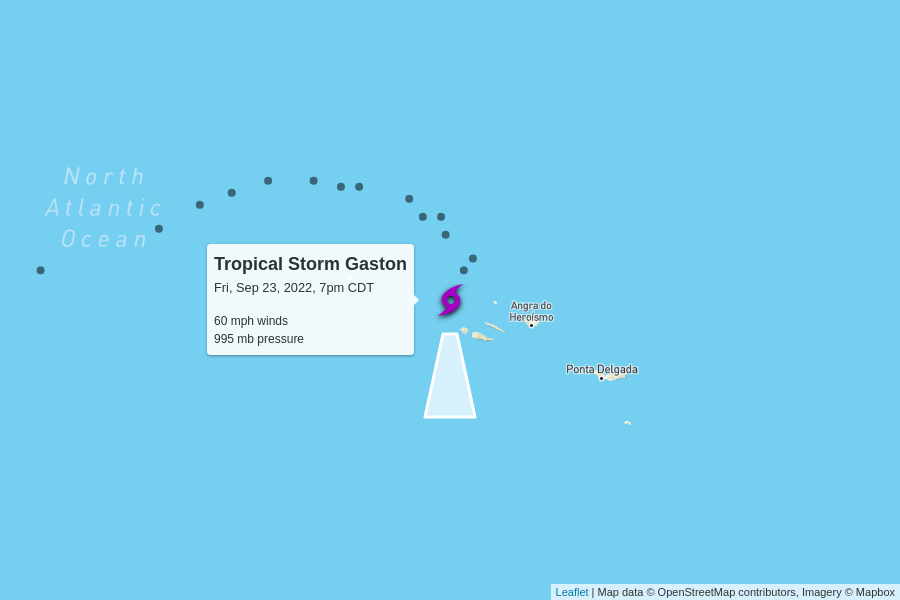 North
Atlantic
Ocean
Tropical Storm Gaston
Fri, Sep 23, 2022, 7pm CDT
60 mph winds
995 mb pressure
Angra do
Heroísmo
Ponta Delgada
Leaflet | Map data © OpenStreetMap contributors, Imagery © Mapbox